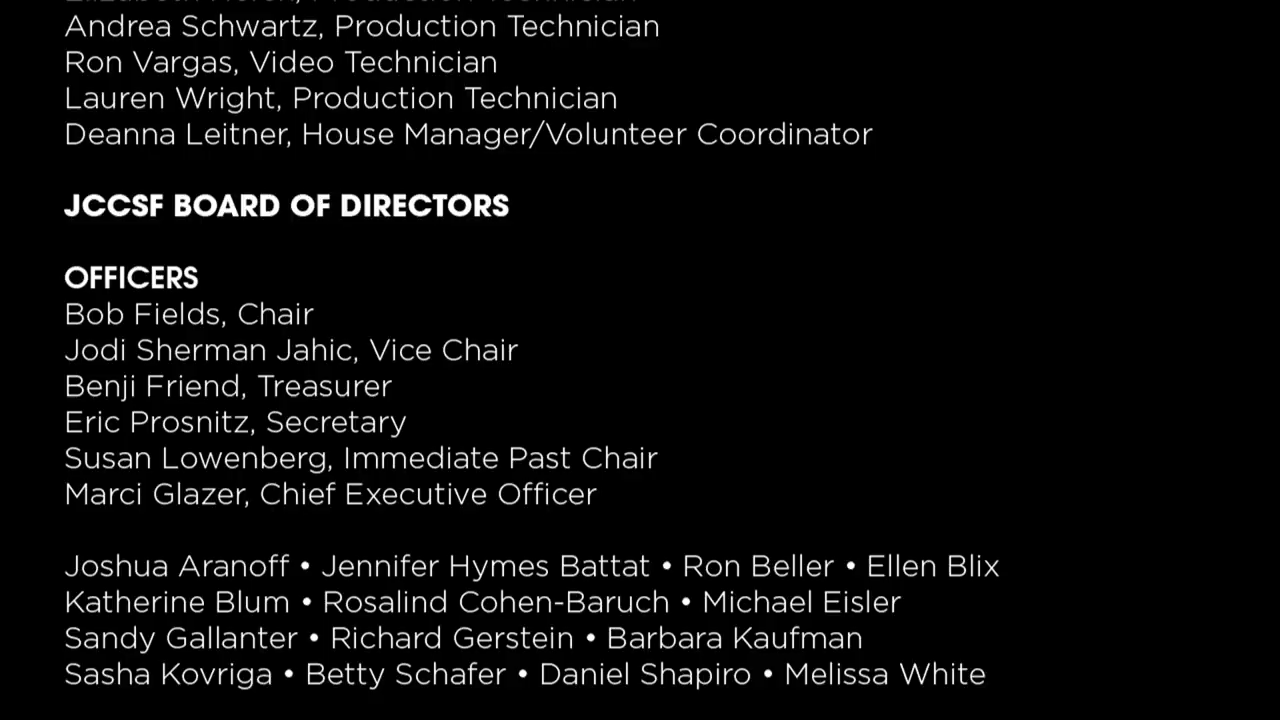 Production Technician
Andrea Schwartz, Production Technician
Ron Vargas, Video Technician
Lauren Wright, Production Technician
Deanna Leitner, House Manager/Volunteer Coordinator
JCCSF BOARD OF DIRECTORS
OFFICERS
Bob Fields, Chair
Jodi Sherman Jahic, Vice Chair
Benji Friend, Treasurer
Eric Prosnitz, Secretary
Susan Lowenberg, Immediate Past Chair
Marci Glazer, Chief Executive Officer
Joshua Aranoff • Jennifer Hymes Battat • Ron Beller • Ellen Blix
Katherine Blum • Rosalind Cohen-Baruch • Michael Eisler
Sandy Gallanter • Richard Gerstein • Barbara Kaufman
Sasha Kovriga • Betty Schafer • Daniel Shapiro • Melissa White